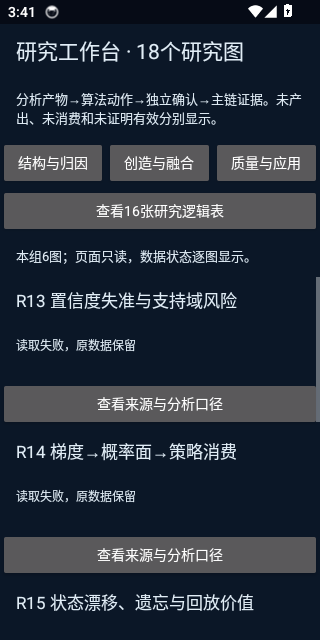 3:41
研究工作台 · 18个研究图
分析产物→算法动作→独立确认→主链证据。未产
出、未消费和未证明有效分别显示。
结构与归因 创造与融合 质量与应用
查看16张研究逻辑表
本组6图；页面只读，数据状态逐图显示。
R13 置信度失准与支持域风险
读取失败，原数据保留
查看来源与分析口径
R14 梯度→概率面→策略消费
读取失败，原数据保留
查看来源与分析口径
R15 状态漂移、遗忘与回放价值